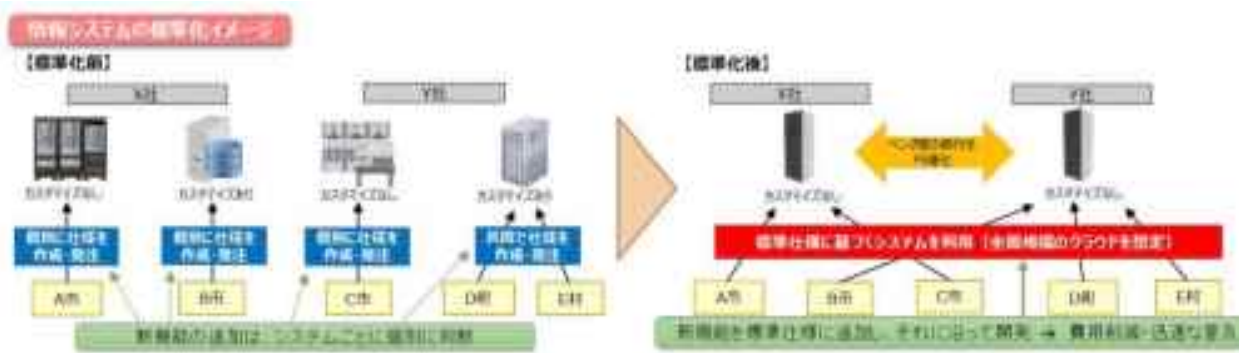 情報システムの標準化イメージ
【標準化前】
X社
Y社
カスタマイズなし
カスタマイズあり
カスタマイズなし
カスタマイズあり
個別に仕様を
作成・発注
個別に仕様を
作成・発注
個別に仕様を
作成・発注
共同で仕様を
作成・発注
A市
B市
C市
D町
E村
新機能の追加は、システムごとに個別に判断
【標準化後】
X社
Y社
ベンダ間の移行を
円滑化
カスタマイズなし
カスタマイズなし
標準仕様に基づくシステムを利用（全国規模のクラウドを想定）
A市
B市
C市
D町
E村
新機能を標準仕様に追加し、それに沿って開発 → 費用削減・迅速な普及